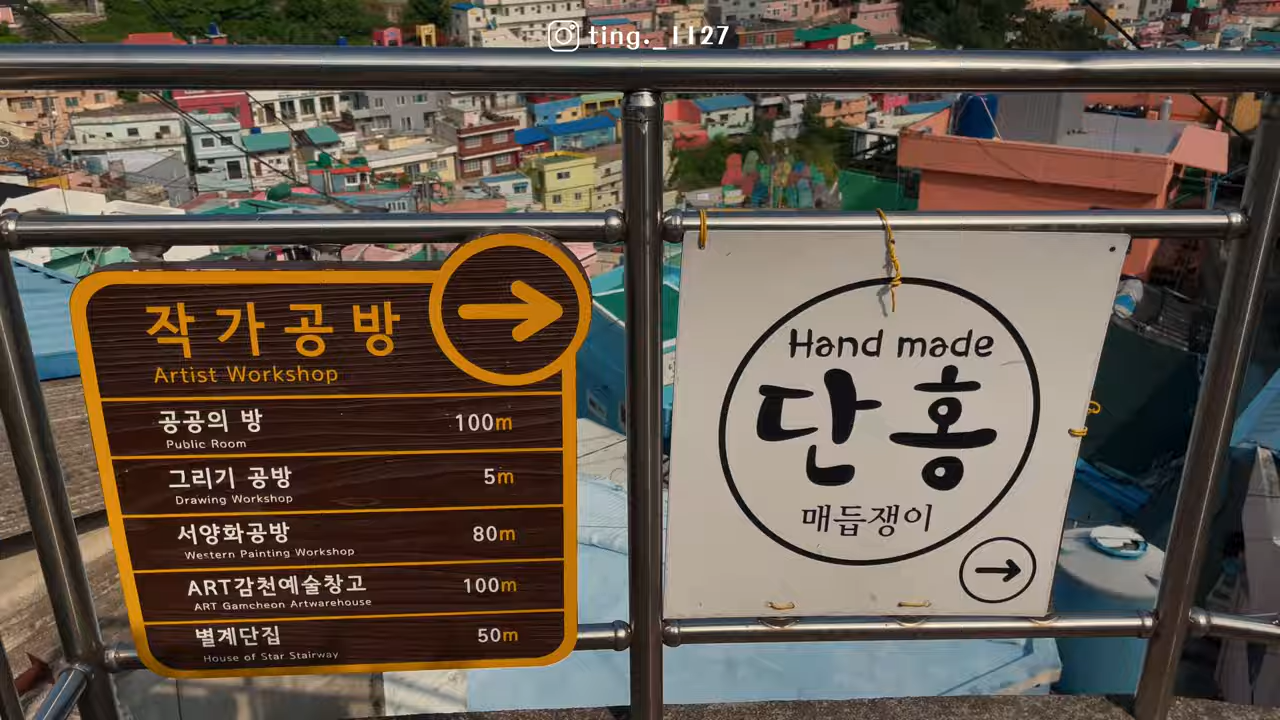 ting._1127
작가공방
Artist Workshop
공공의 방 100m
Public Room
그리기 공방 5m
Drawing Workshop
서양화공방 80m
Western Painting Workshop
ART감천예술창고 100m
ART Gamcheon Artwarehouse
별계단집 50m
House of Star Stairway
Hand made
단홍
매듭쟁이